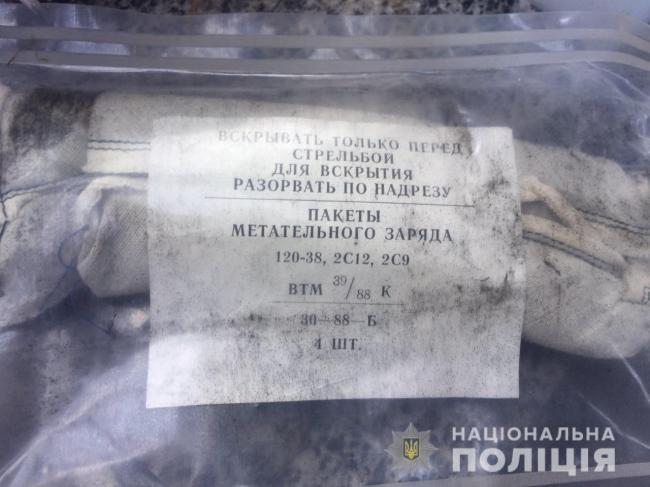 ВСКРЫВАТЬ ТОЛЬКО ПЕРЕД
СТРЕЛЬБОЙ
ДЛЯ ВСКРЫТИЯ
РАЗОРВАТЬ ПО НАДРЕЗУ
ПАКЕТЫ
МЕТАТЕЛЬНОГО ЗАРЯДА
120-38, 2С12, 2С9
ВТМ 39/88 К
30—88—Б
4 ШТ.
НАЦІОНАЛЬНА
ПОЛІЦІЯ